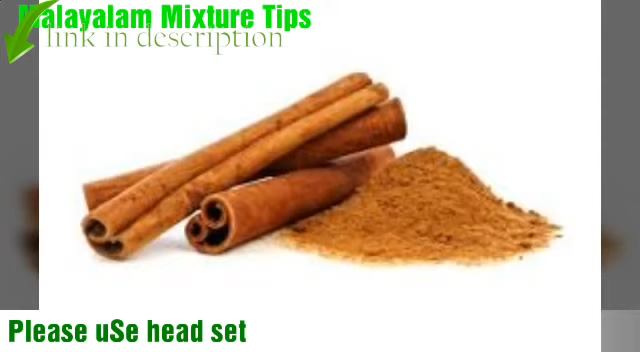 Malayalam Mixture Tips
link in description
Please uSe head set